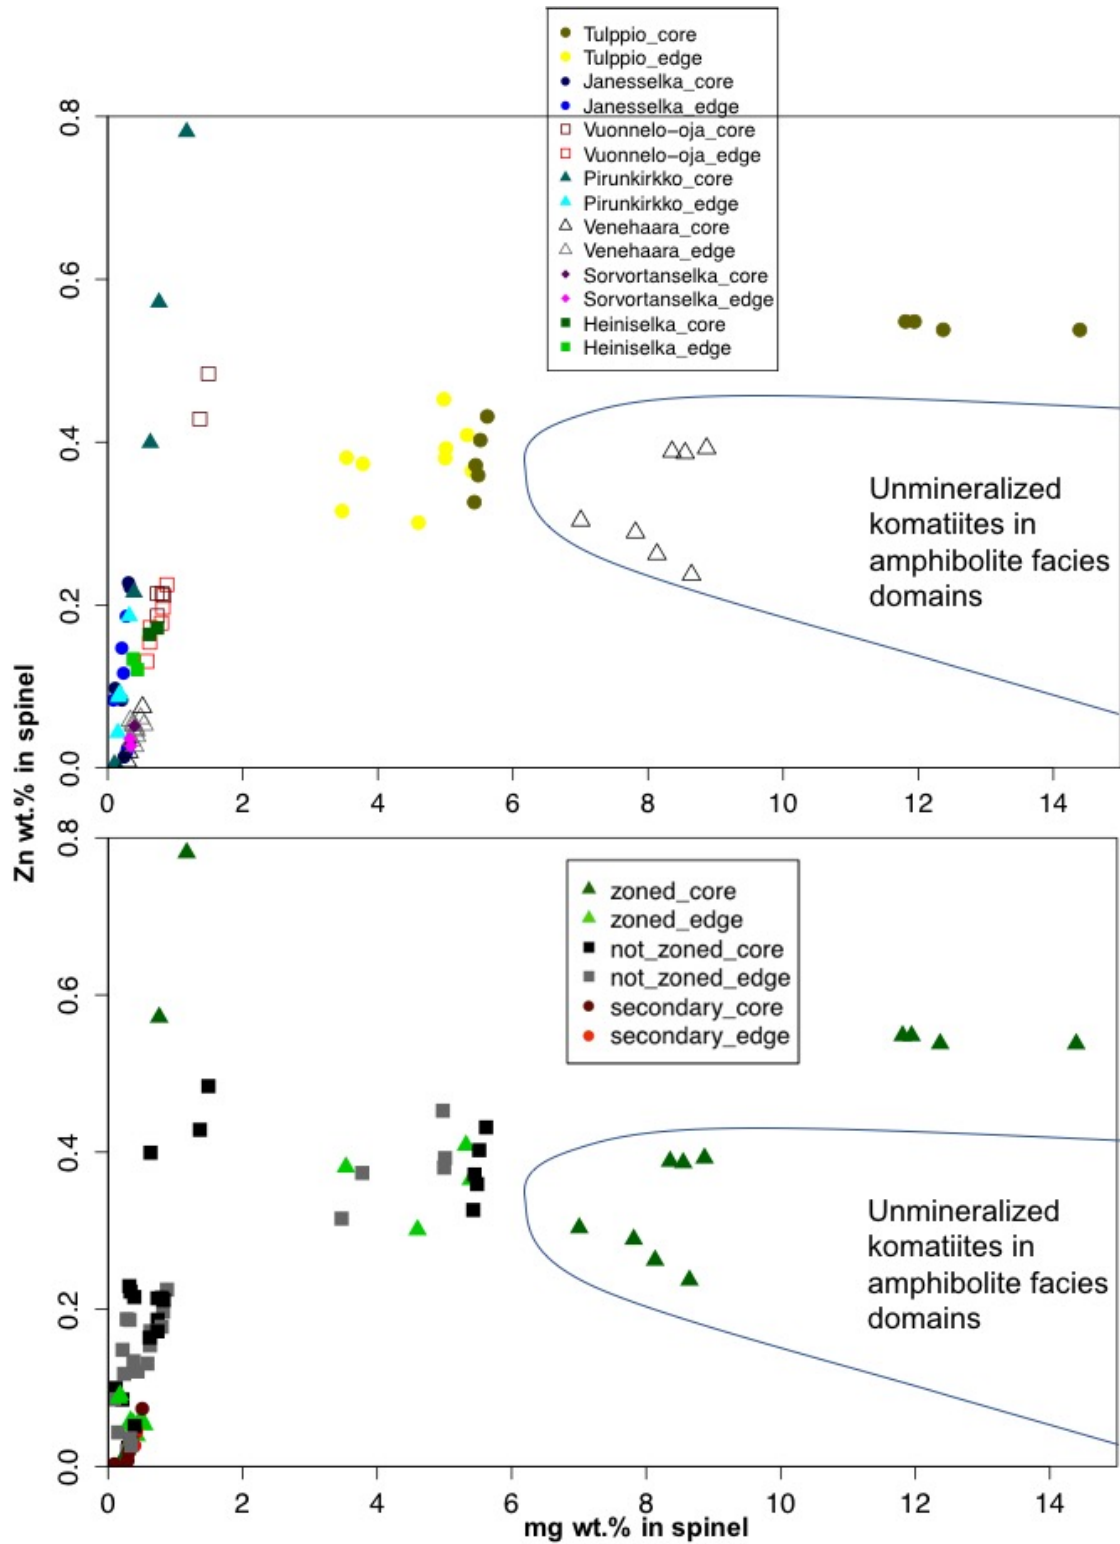 Tulppio_core
Tulppio_edge
Janesselka_core
Janesselka_edge
Vuonnelo-oja_core
Vuonnelo-oja_edge
Pirunkirkko_core
Pirunkirkko_edge
Venehaara_core
Venehaara_edge
Sorvortanselka_core
Sorvortanselka_edge
Heiniselka_core
Heiniselka_edge
0.8
0.6
0.4
0.2
0.0
Unmineralized
komatiites in
amphibolite facies
domains
0 2 4 6 8 10 12 14
Zn wt.% in spinel
0.8
0.6
0.4
0.2
0.0
zoned_core
zoned_edge
not_zoned_core
not_zoned_edge
secondary_core
secondary_edge
Unmineralized
komatiites in
amphibolite facies
domains
0 2 4 6 8 10 12 14
mg wt.% in spinel